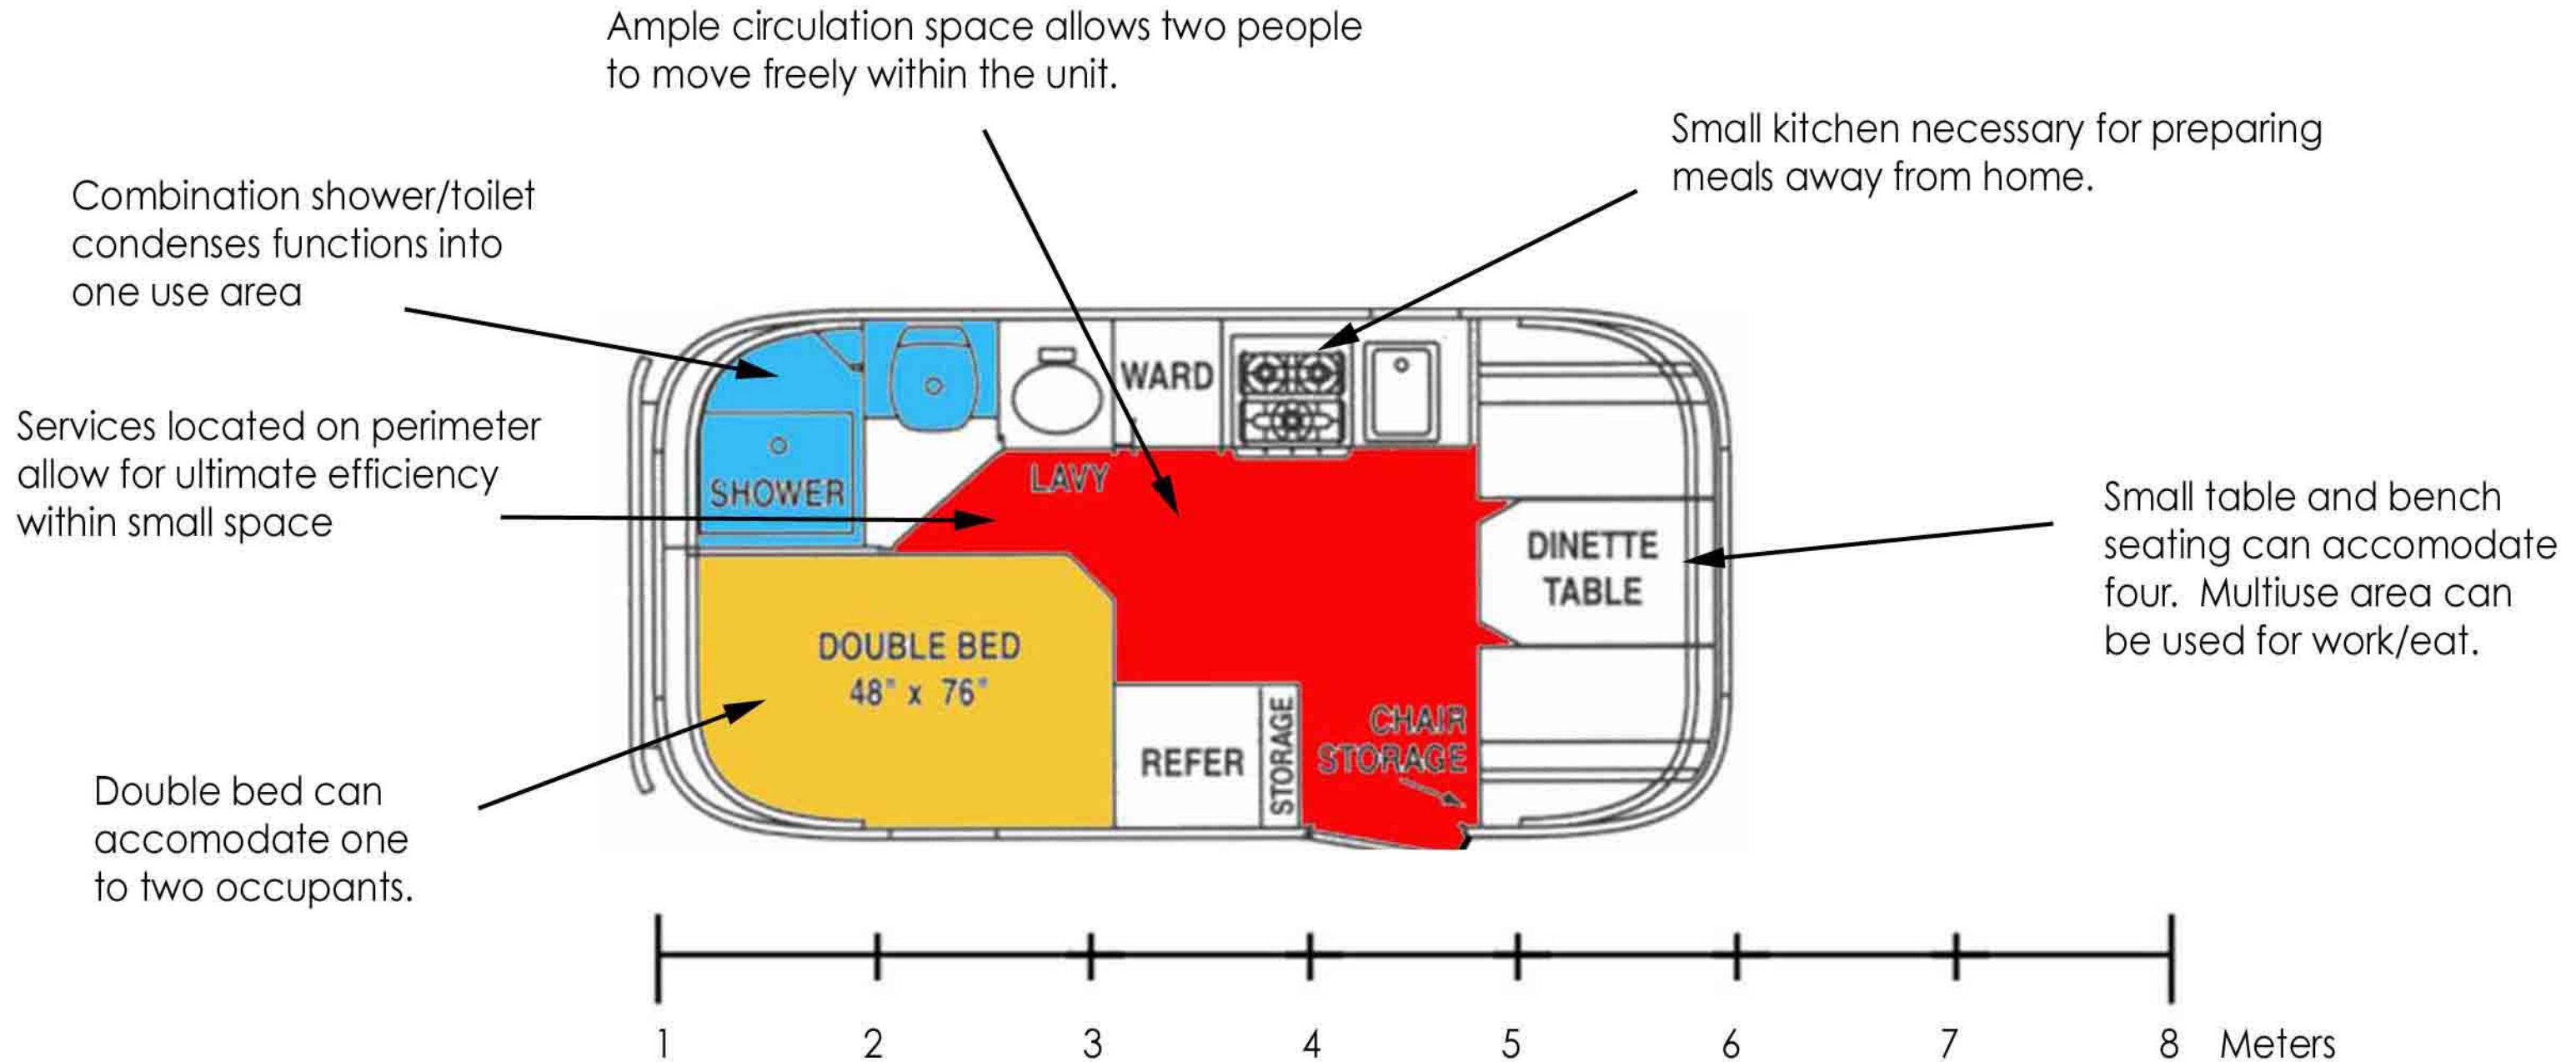 Ample circulation space allows two people
to move freely within the unit.
Small kitchen necessary for preparing
meals away from home.
Combination shower/toilet
condenses functions into
one use area
Services located on perimeter
allow for ultimate efficiency
within small space
Small table and bench
seating can accomodate
four. Multiuse area can
be used for work/eat.
Double bed can
accomodate one
to two occupants.
WARD
LAVY
SHOWER
DINETTE
TABLE
DOUBLE BED
48" x 76"
REFER
STORAGE
CHAIR
STORAGE
1 2 3 4 5 6 7 8 Meters